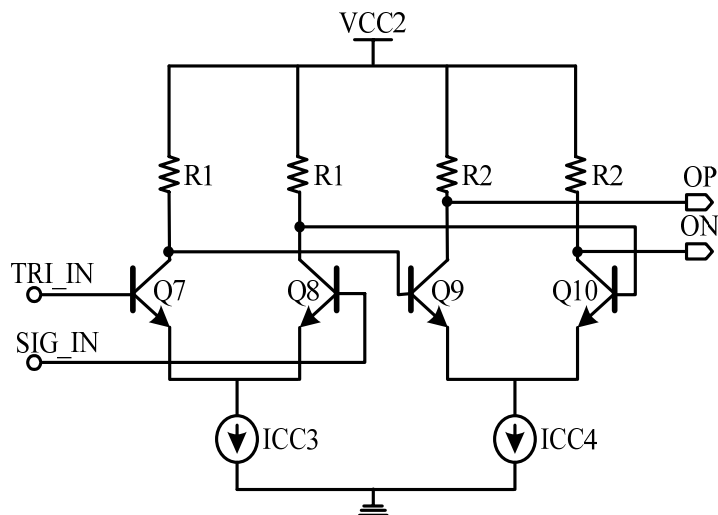 VCC2
R1
R1
R2
R2
OP
ON
TRI_IN
Q7
Q8
Q9
Q10
SIG_IN
ICC3
ICC4